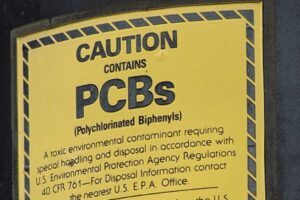 CAUTION
CONTAINS
PCBs
(Polychlorinated Biphenyls)
A toxic environmental contaminant requiring
special handling and disposal in accordance with
U.S. Environmental Protection Agency Regulations
40 CFR 761—For Disposal Information contact
the nearest U.S. E.P.A. Office.
the U.S.